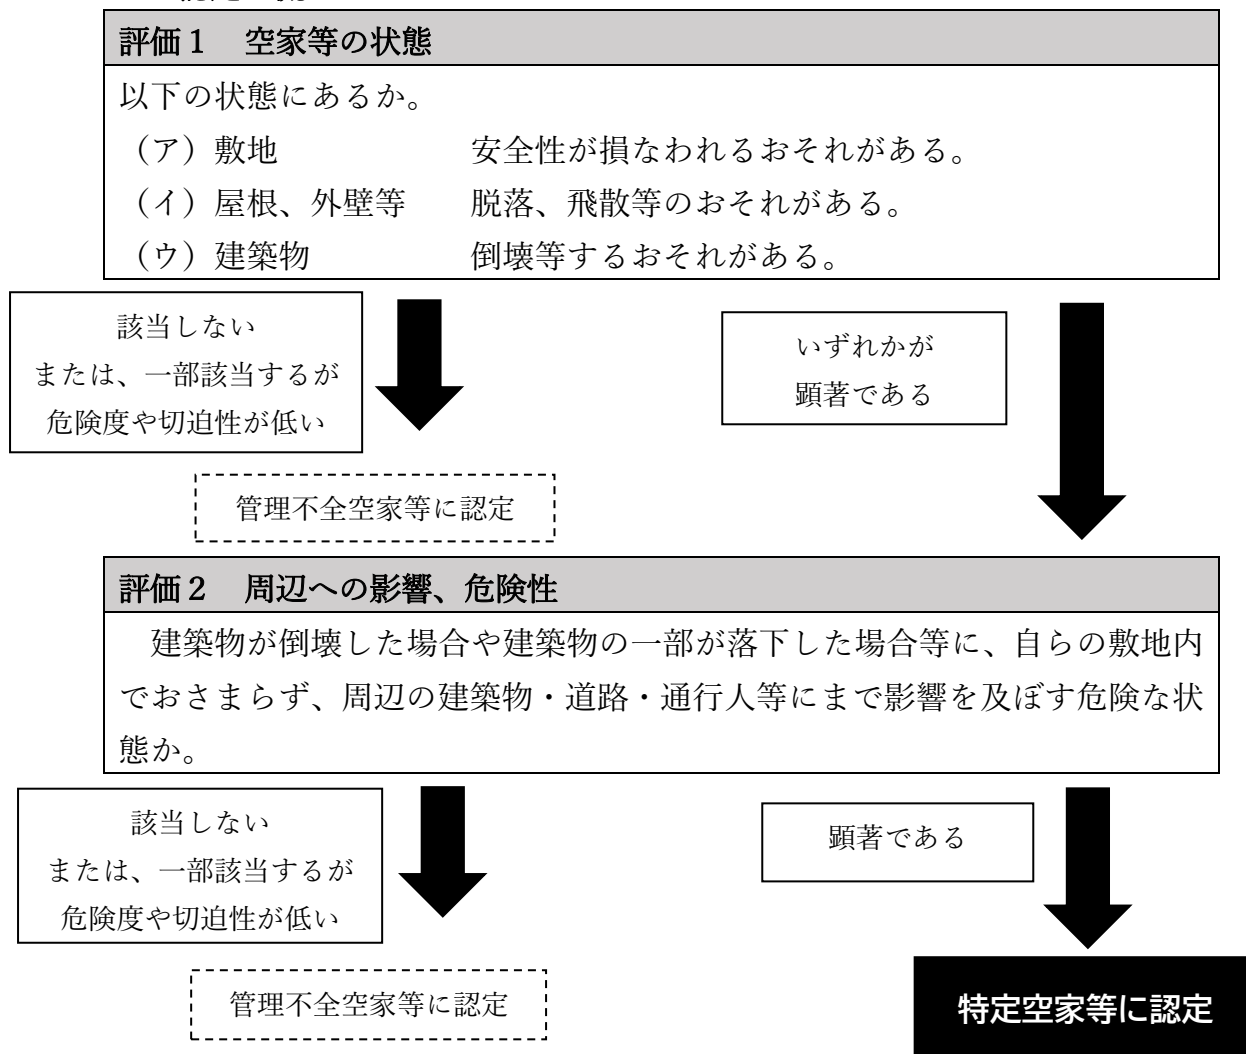 評価1　空家等の状態
以下の状態にあるか。
（ア）敷地　安全性が損なわれるおそれがある。
（イ）屋根、外壁等　脱落、飛散等のおそれがある。
（ウ）建築物　倒壊等するおそれがある。
該当しない
または、一部該当するが
危険度や切迫性が低い
いずれかが
顕著である
管理不全空家等に認定
評価2　周辺への影響、危険性
建築物が倒壊した場合や建築物の一部が落下した場合等に、自らの敷地内
でおさまらず、周辺の建築物・道路・通行人等にまで影響を及ぼす危険な状
態か。
該当しない
または、一部該当するが
危険度や切迫性が低い
顕著である
管理不全空家等に認定
特定空家等に認定